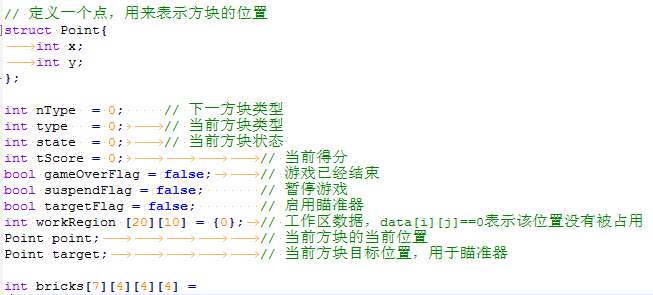 // 定义一个点，用来表示方块的位置
struct Point{
int x;
int y;
};
int nType = 0; // 下一方块类型
int type = 0; // 当前方块类型
int state = 0; // 当前方块状态
int tScore = 0; // 当前得分
bool gameOverFlag = false; // 游戏已经结束
bool suspendFlag = false; // 暂停游戏
bool targetFlag = false; // 启用瞄准器
int workRegion [20][10] = {0}; // 工作区数据，data[i][j]==0表示该位置没有被占用
Point point; // 当前方块的当前位置
Point target; // 当前方块目标位置，用于瞄准器
int bricks[7][4][4][4] =